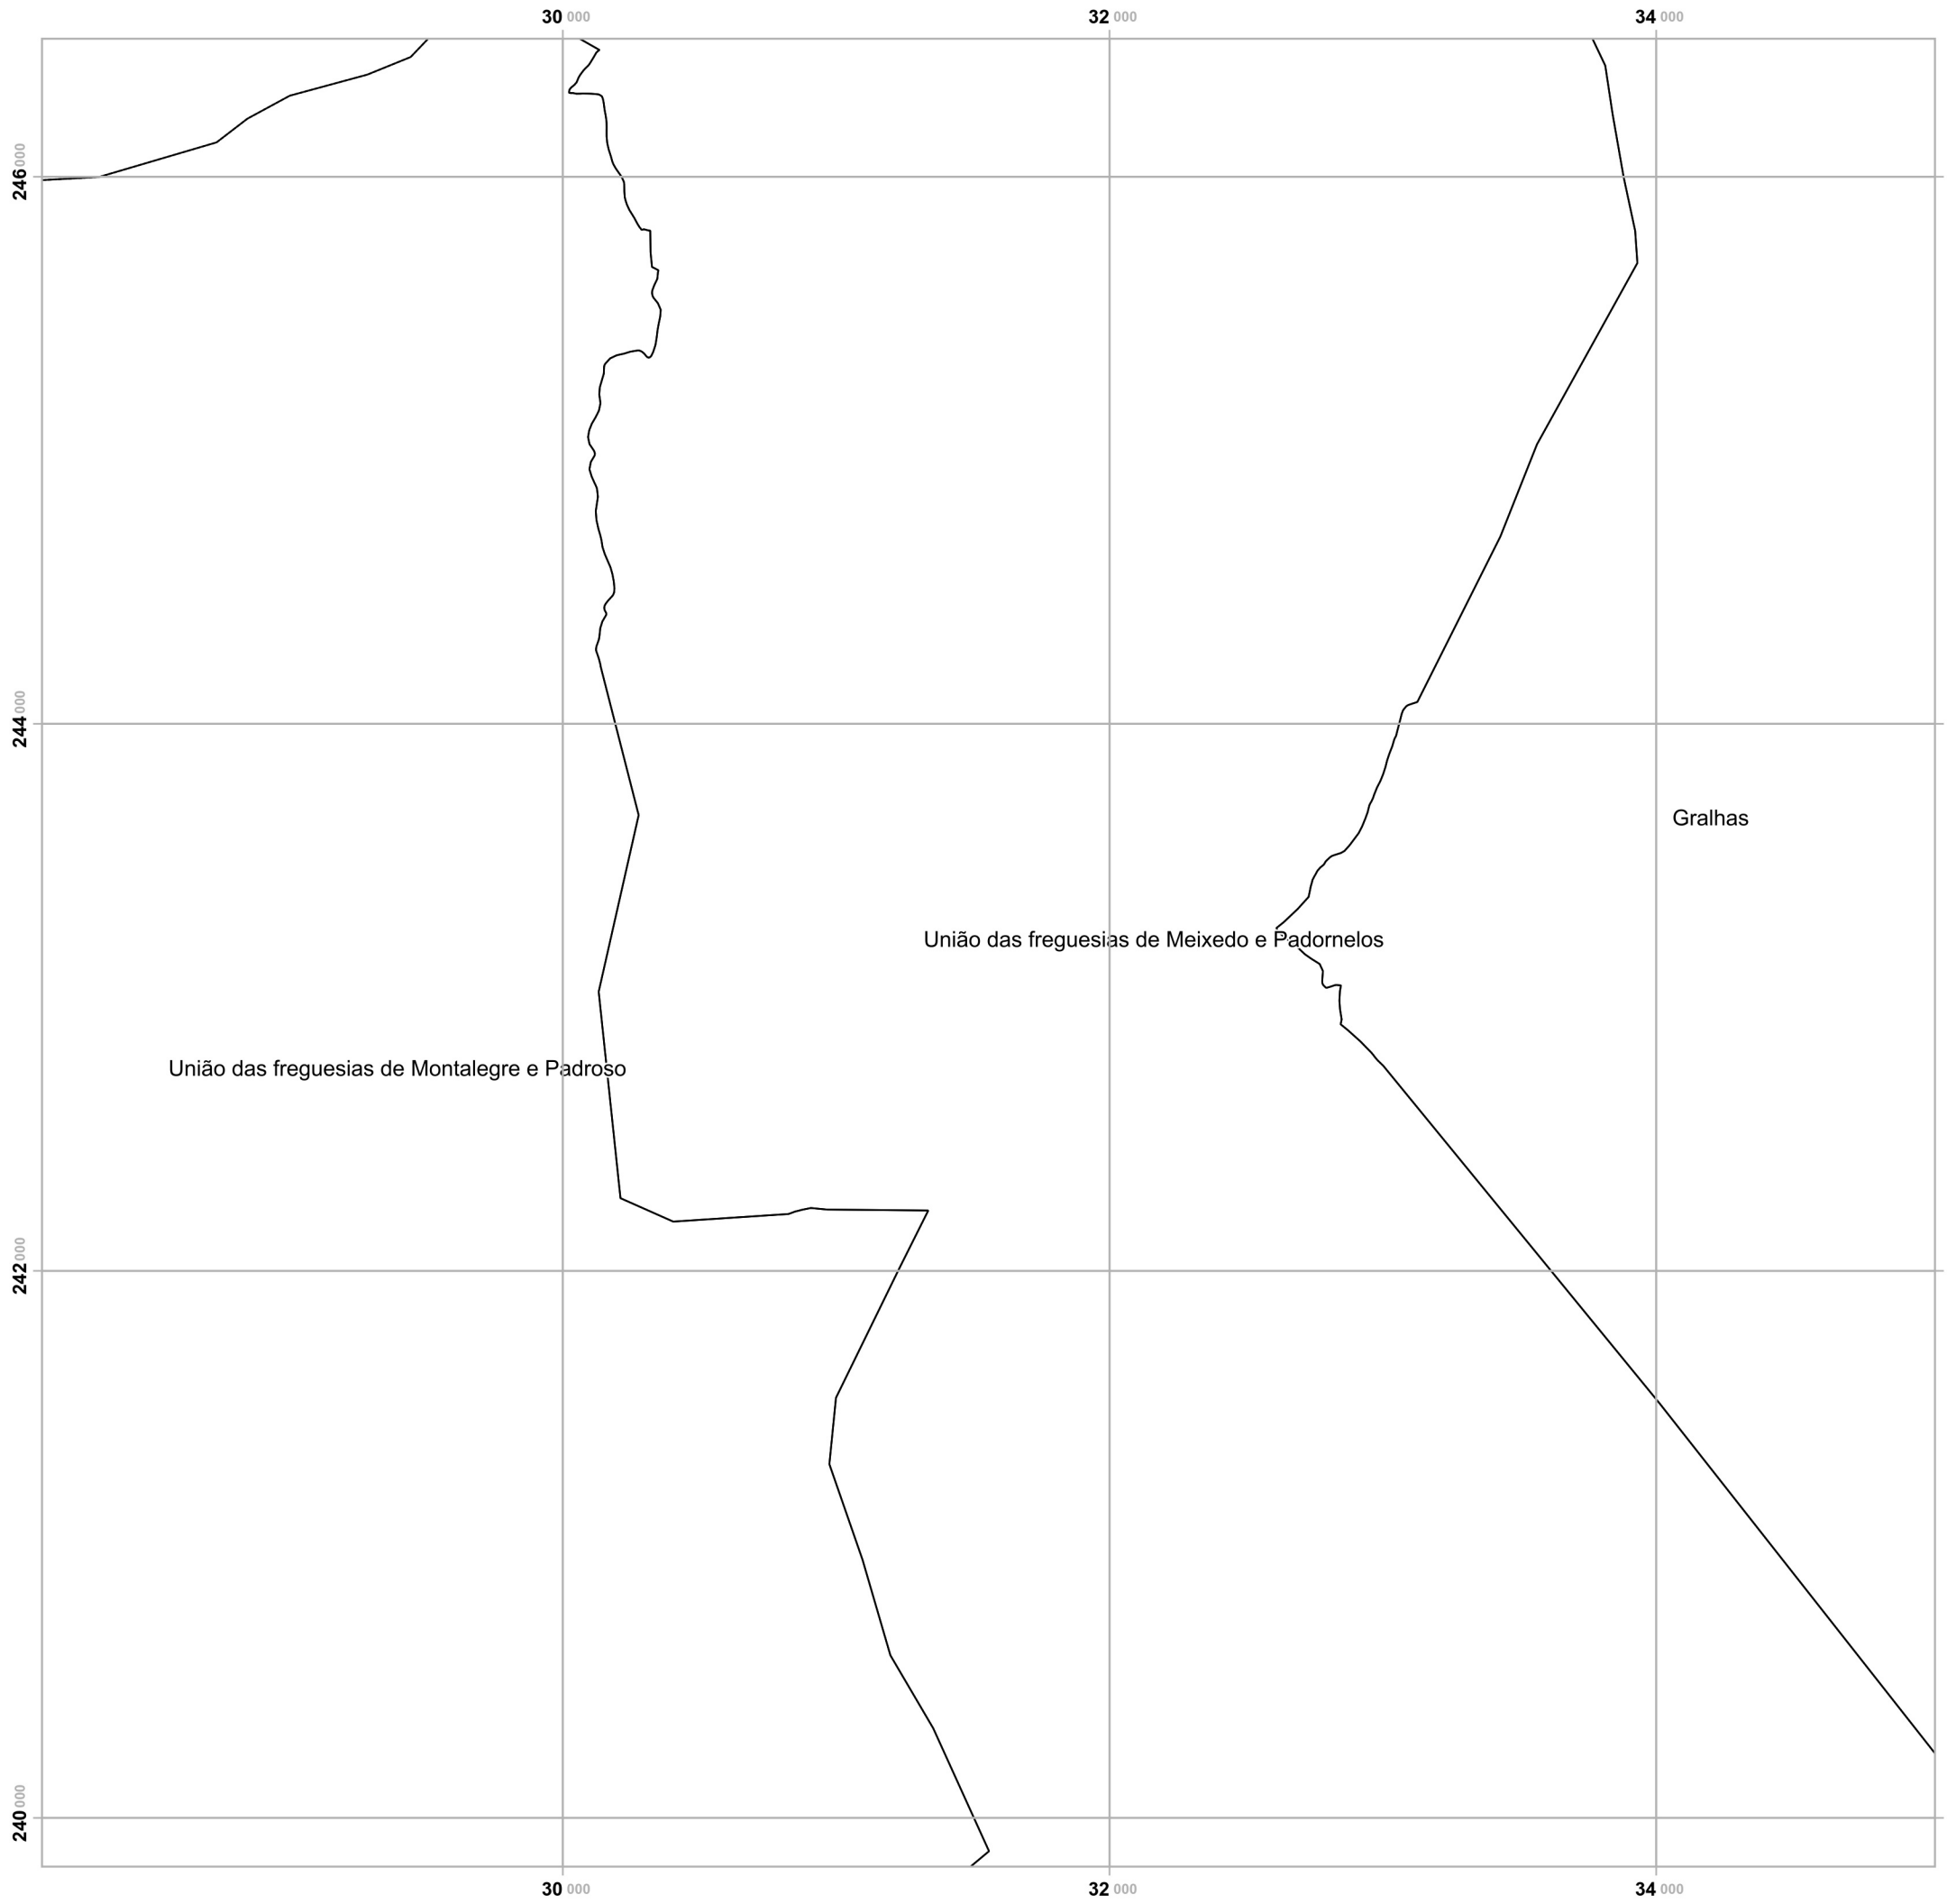 30 000 32 000 34 000
246 000
244 000
Gralhas
União das freguesias de Meixedo e Padornelos
União das freguesias de Montalegre e Padroso
242 000
240 000
30 000 32 000 34 000